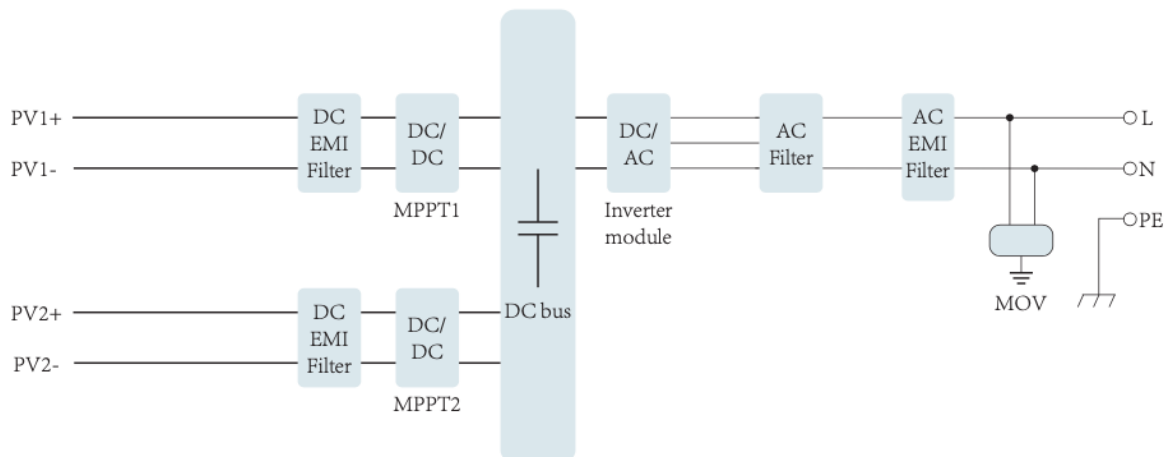 PV1+
PV1-
DC
EMI
Filter
DC/
DC
MPPT1
DC/
AC
Inverter
module
AC
Filter
AC
EMI
Filter
L
N
PE
MOV
DC bus
PV2+
PV2-
DC
EMI
Filter
DC/
DC
MPPT2